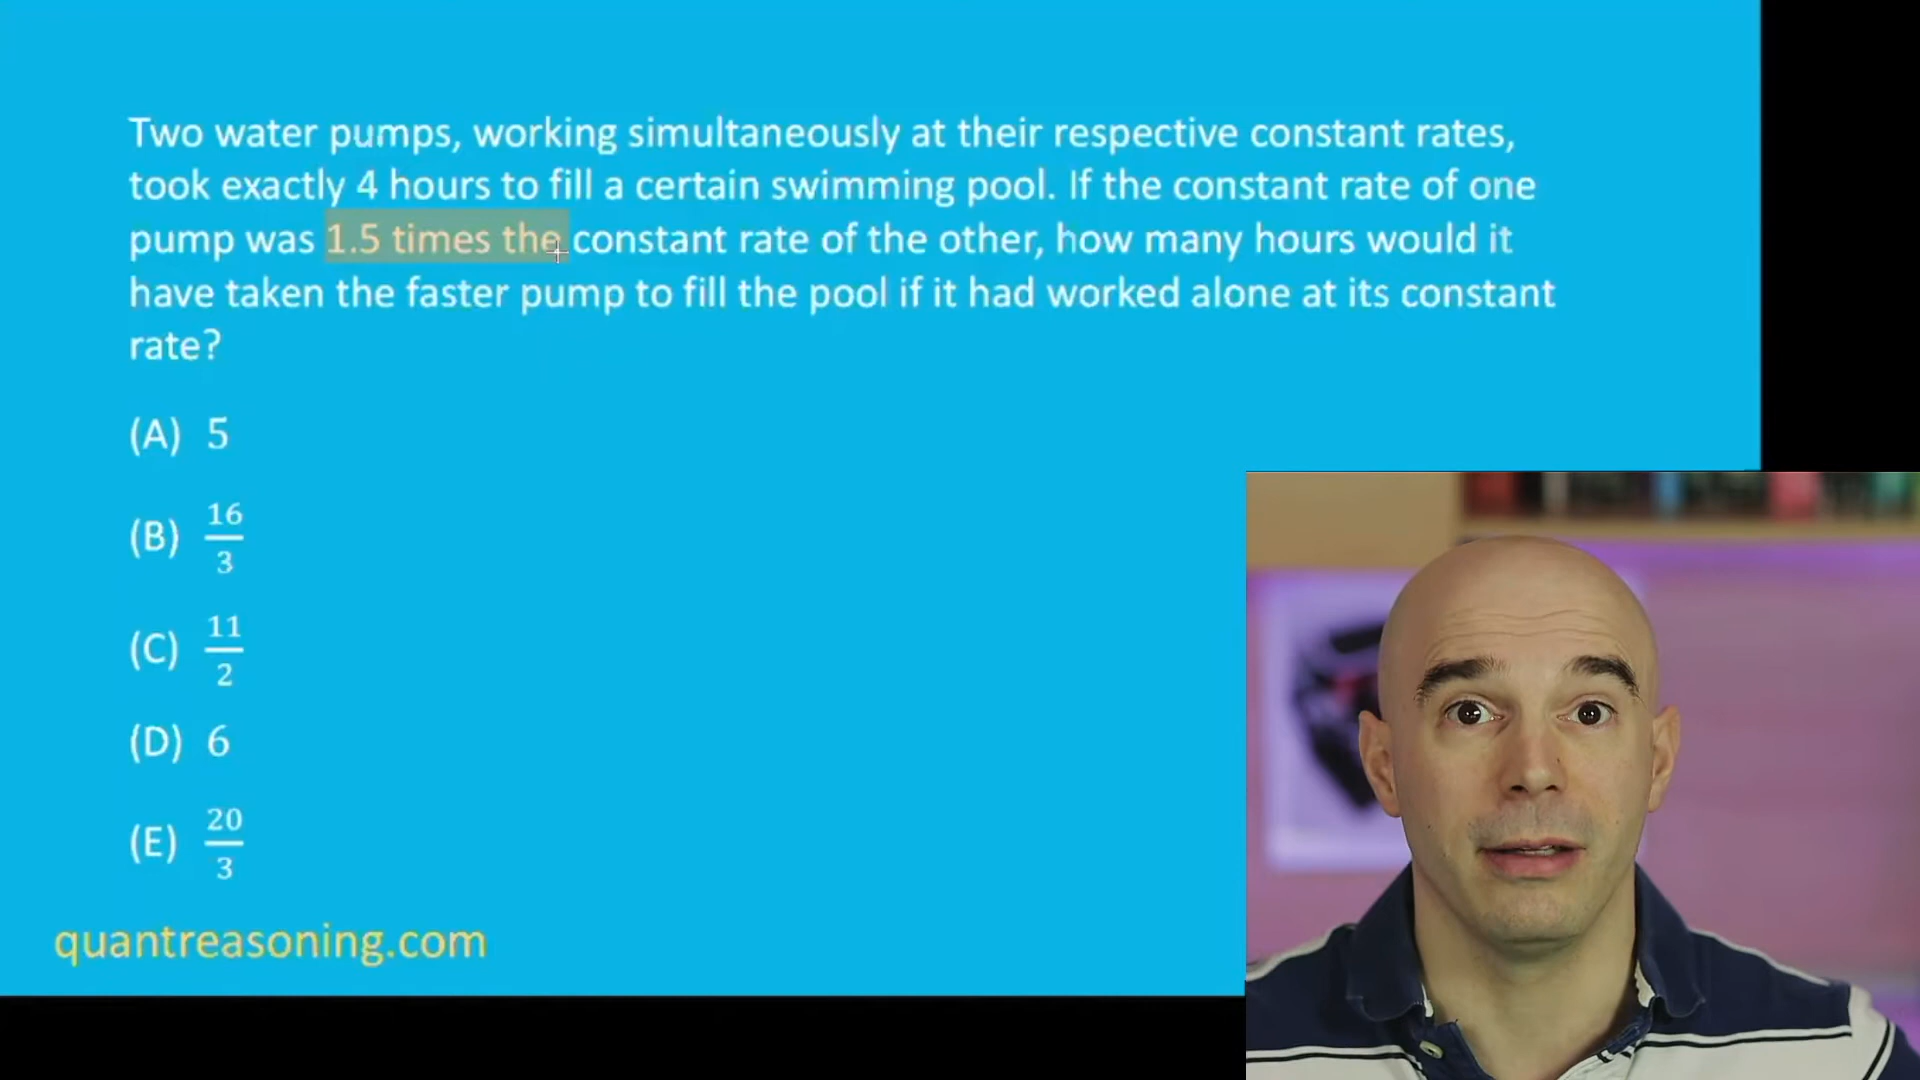 Two water pumps, working simultaneously at their respective constant rates,
took exactly 4 hours to fill a certain swimming pool. If the constant rate of one
pump was 1.5 times the constant rate of the other, how many hours would it
have taken the faster pump to fill the pool if it had worked alone at its constant
rate?
(A) 5
(B) 16/3
(C) 11/2
(D) 6
(E) 20/3
quantreasoning.com